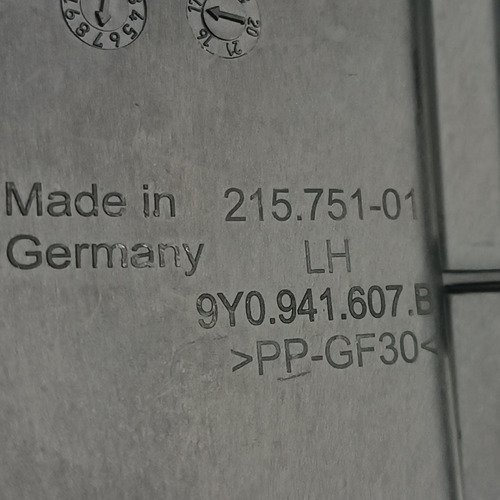 Made in 215.751-01
Germany LH
9Y0.941.607.B
>PP-GF30<